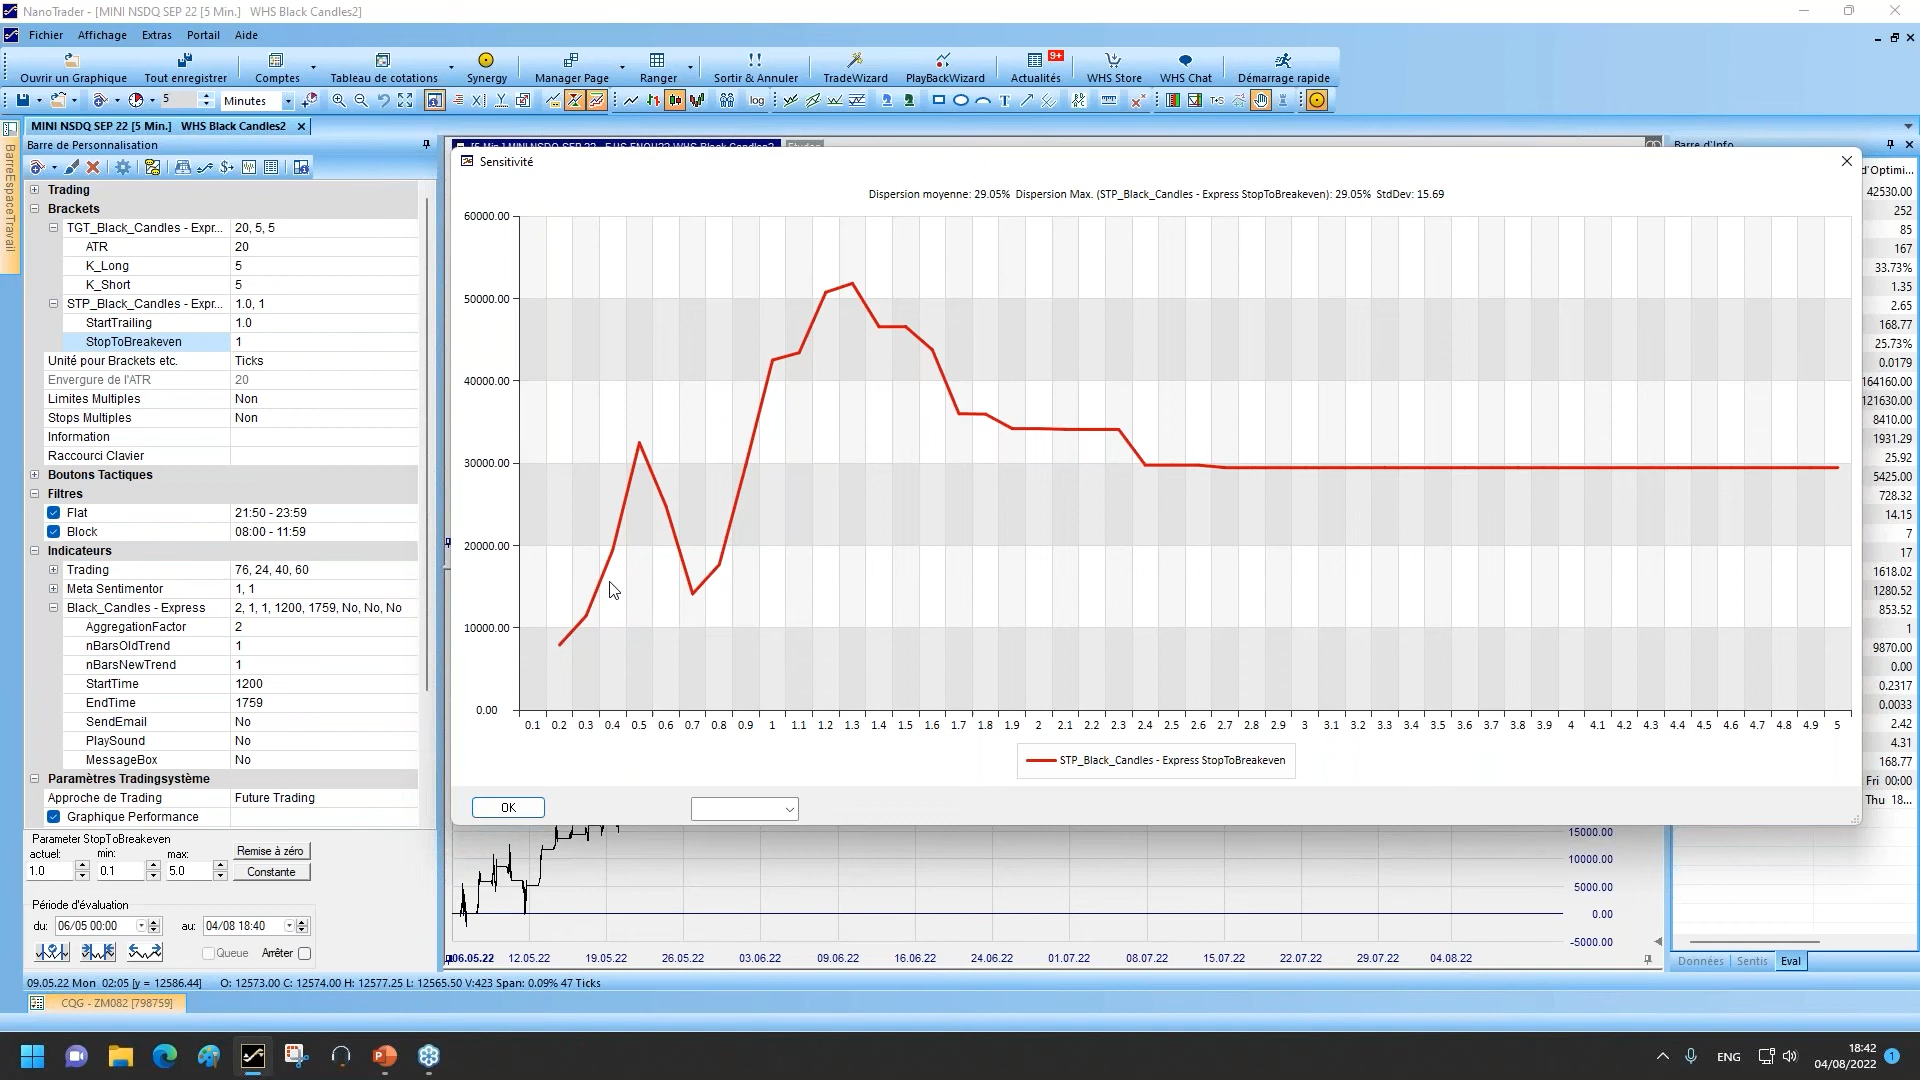 NanoTrader - [MINI NSDQ SEP 22 [5 Min.]   WHS Black Candles2]
Fichier Affichage Extras Portail Aide
Ouvrir un Graphique Tout enregistrer Comptes Tableau de cotations Synergy Manager Page Ranger Sortir & Annuler TradeWizard PlayBackWizard Actualités 9+ WHS Store WHS Chat Démarrage rapide
5 Minutes log T
MINI NSDQ SEP 22 [5 Min.]   WHS Black Candles2
BarreEspaceTravail
Barre de Personnalisation
Trading
Brackets
TGT_Black_Candles - Expr... 20, 5, 5
ATR 20
K_Long 5
K_Short 5
STP_Black_Candles - Expr... 1.0, 1
StartTrailing 1.0
StopToBreakeven 1
Unité pour Brackets etc. Ticks
Envergure de l'ATR 20
Limites Multiples Non
Stops Multiples Non
Information
Raccourci Clavier
Boutons Tactiques
Filtres
Flat 21:50 - 23:59
Block 08:00 - 11:59
Indicateurs
Trading 76, 24, 40, 60
Meta Sentimentor 1, 1
Black_Candles - Express 2, 1, 1, 1200, 1759, No, No, No
AggregationFactor 2
nBarsOldTrend 1
nBarsNewTrend 1
StartTime 1200
EndTime 1759
SendEmail No
PlaySound No
MessageBox No
Paramètres Tradingsystème
Approche de Trading Future Trading
Graphique Performance
Parameter StopToBreakeven
actuel: min: max: Remise à zéro
1.0 0.1 5.0 Constante
Période d'évaluation
du: 06/05 00:00 au: 04/08 18:40
Queue Arrêter
Sensitivité
Dispersion moyenne: 29.05%  Dispersion Max. (STP_Black_Candles - Express StopToBreakeven): 29.05%  StdDev: 15.69
60000.00
50000.00
40000.00
30000.00
20000.00
10000.00
0.00
0.1 0.2 0.3 0.4 0.5 0.6 0.7 0.8 0.9 1 1.1 1.2 1.3 1.4 1.5 1.6 1.7 1.8 1.9 2 2.1 2.2 2.3 2.4 2.5 2.6 2.7 2.8 2.9 3 3.1 3.2 3.3 3.4 3.5 3.6 3.7 3.8 3.9 4 4.1 4.2 4.3 4.4 4.5 4.6 4.7 4.8 4.9 5
STP_Black_Candles - Express StopToBreakeven
OK
15000.00
10000.00
5000.00
0.00
-5000.00
06.05.22 12.05.22 19.05.22 26.05.22 03.06.22 09.06.22 16.06.22 24.06.22 01.07.22 08.07.22 15.07.22 22.07.22 29.07.22 04.08.22
d'Optimi...
42530.00
252
85
167
33.73%
1.35
2.65
168.77
25.73%
0.0179
164160.00
121630.00
8410.00
1931.29
25.92
5425.00
728.32
14.15
7
17
1618.02
1280.52
853.52
1
9870.00
0.00
0.2317
0.0033
2.42
4.31
168.77
Fri 00:00
Thu 18...
Données Sentis Eval
09.05.22 Mon 02:05 [y = 12586.44] O: 12573.00 C: 12574.00 H: 12577.25 L: 12565.50 V:423 Span: 0.09% 47 Ticks
CQG - ZM082 [798759]
ENG 18:42
04/08/2022 1